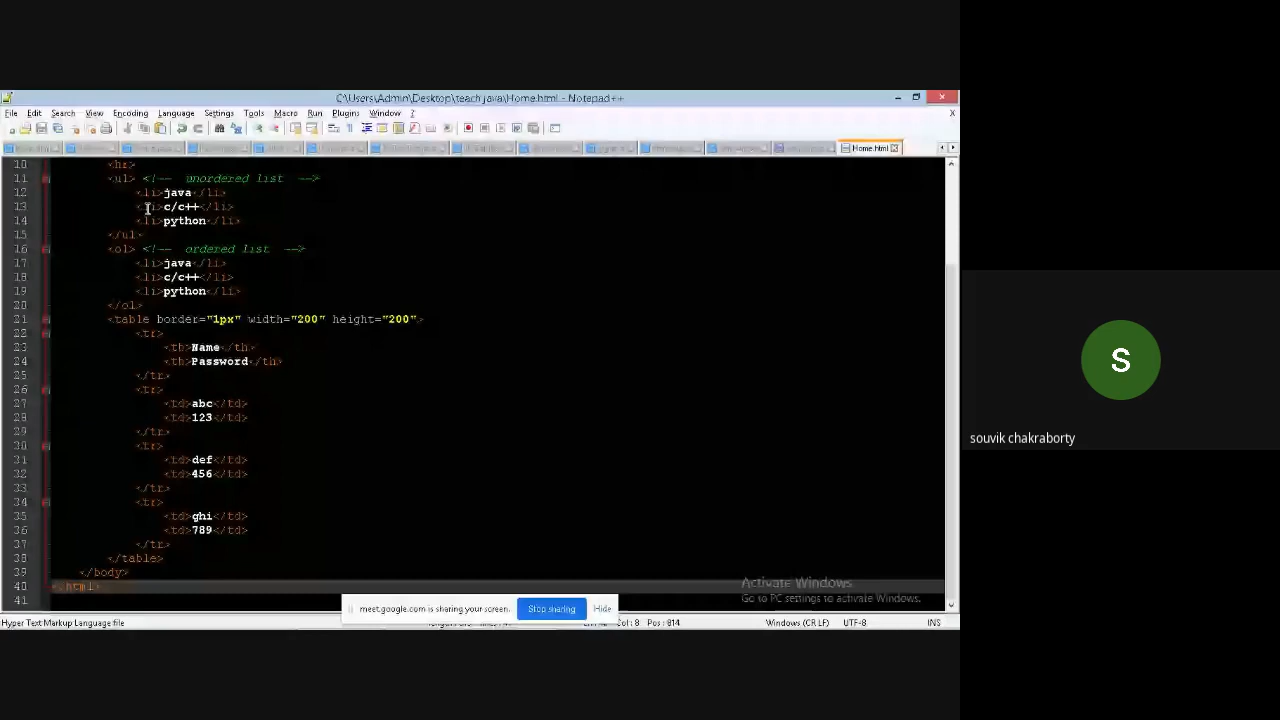 C:\Users\Admin\Desktop\teach java\Home.html - Notepad++
File Edit Search View Encoding Language Settings Tools Macro Run Plugins Window ? X
Home.html
10 <hr>
11 <ul> <!-- unordered list -->
12 <li>java</li>
13 <li>c/c++</li>
14 <li>python</li>
15 </ul>
16 <ol> <!-- ordered list -->
17 <li>java</li>
18 <li>c/c++</li>
19 <li>python</li>
20 </ol>
21 <table border="1px" width="200" height="200">
22 <tr>
23 <th>Name</th>
24 <th>Password</th>
25 </tr>
26 <tr>
27 <td>abc</td>
28 <td>123</td>
29 </tr>
30 <tr>
31 <td>def</td>
32 <td>456</td>
33 </tr>
34 <tr>
35 <td>ghi</td>
36 <td>789</td>
37 </tr>
38 </table>
39 </body>
40 </html>
41
Activate Windows
Go to PC settings to activate Windows.
meet.google.com is sharing your screen. Stop sharing Hide
Hyper Text Markup Language file Col : 8 Pos : 814 Windows (CR LF) UTF-8 INS
S
souvik chakraborty